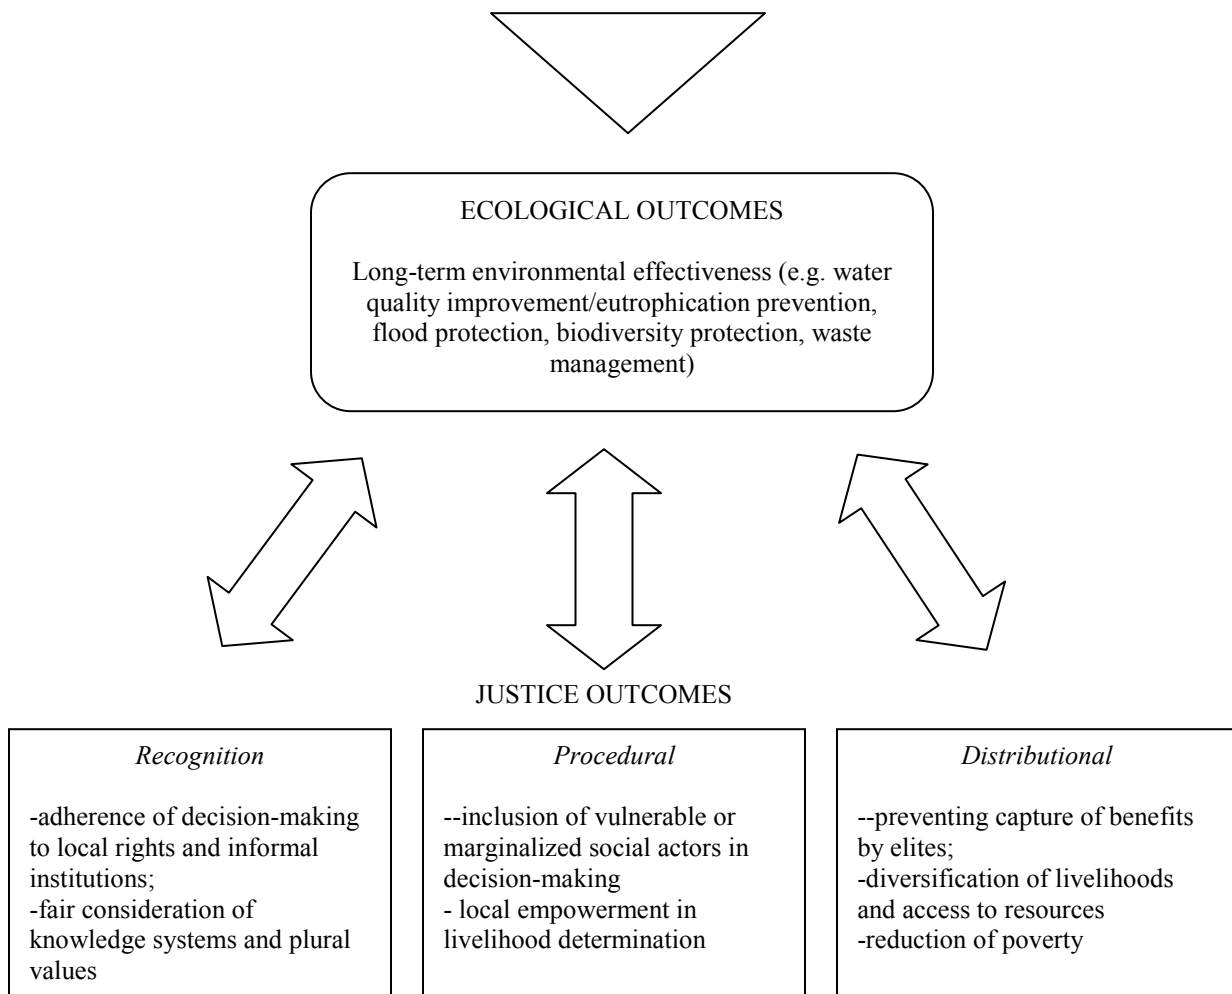 ECOLOGICAL OUTCOMES
Long-term environmental effectiveness (e.g. water
quality improvement/eutrophication prevention,
flood protection, biodiversity protection, waste
management)
JUSTICE OUTCOMES
Recognition
-adherence of decision-making
to local rights and informal
institutions;
-fair consideration of
knowledge systems and plural
values
Procedural
--inclusion of vulnerable or
marginalized social actors in
decision-making
- local empowerment in
livelihood determination
Distributional
--preventing capture of benefits
by elites;
-diversification of livelihoods
and access to resources
-reduction of poverty